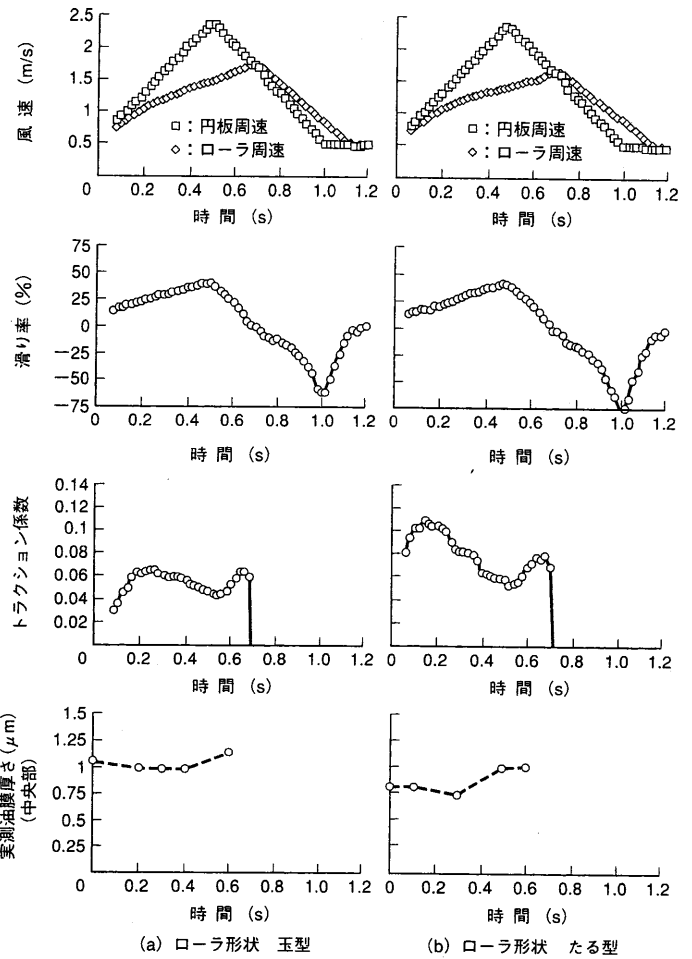 2.5
2
1.5
1
0.5
0
風 速 (m/s)
□：円板周速
◇：ローラ周速
0.2 0.4 0.6 0.8 1.0 1.2
時 間 (s)
□：円板周速
◇：ローラ周速
0 0.2 0.4 0.6 0.8 1.0 1.2
時 間 (s)
75
50
25
0
−25
−50
−75
滑り率 (%)
0 0.2 0.4 0.6 0.8 1.0 1.2
時 間 (s)
0 0.2 0.4 0.6 0.8 1.0 1.2
時 間 (s)
0.14
0.12
0.1
0.08
0.06
0.04
0.02
トラクション係数
0 0.2 0.4 0.6 0.8 1.0 1.2
時 間 (s)
0 0.2 0.4 0.6 0.8 1.0 1.2
時 間 (s)
1.5
1.25
1
0.75
0.5
0.25
実測油膜厚さ(μm)
(中央部)
0 0.2 0.4 0.6 0.8 1.0 1.2
時 間 (s)
0 0.2 0.4 0.6 0.8 1.0 1.2
時 間 (s)
(a) ローラ形状 玉型
(b) ローラ形状 たる型